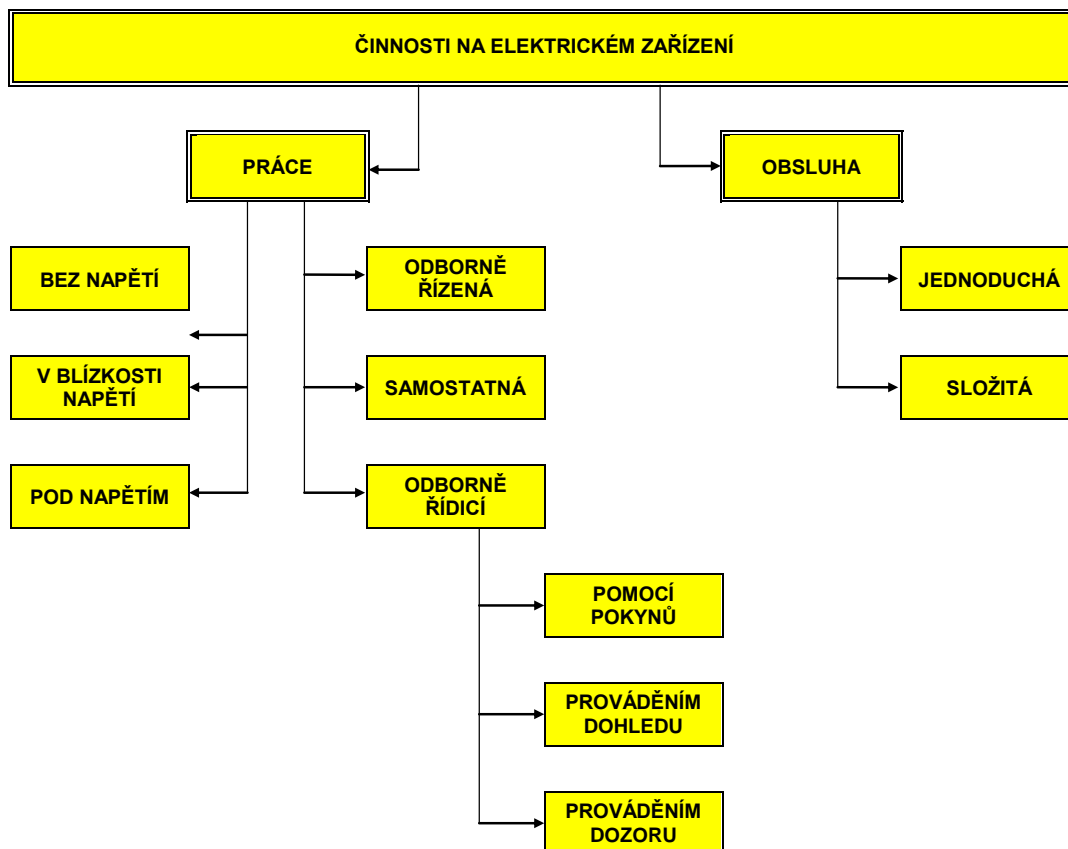 ČINNOSTI NA ELEKTRICKÉM ZAŘÍZENÍ
PRÁCE
OBSLUHA
BEZ NAPĚTÍ
ODBORNĚ
ŘÍZENÁ
JEDNODUCHÁ
V BLÍZKOSTI
NAPĚTÍ
SAMOSTATNÁ
SLOŽITÁ
POD NAPĚTÍM
ODBORNĚ
ŘÍDICÍ
POMOCÍ
POKYNŮ
PROVÁDĚNÍM
DOHLEDU
PROVÁDĚNÍM
DOZORU